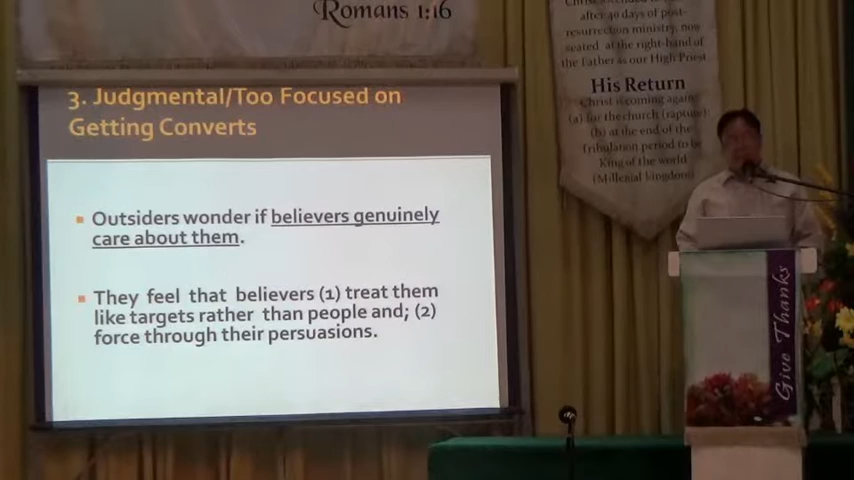 Romans 1:16
3. Judgmental/Too Focused on
Getting Converts
Outsiders wonder if believers genuinely
care about them.
They feel that believers (1) treat them
like targets rather than people and; (2)
force through their persuasions.
after 40 days of post-
resurrection ministry, now
seated at the right-hand of
the Father as our High Priest
His Return
Christ is coming again
(a) for the church (rapture)
(b) at the end of the
Tribulation period to be
King of the world
(Millenial kingdom)
Give Thanks